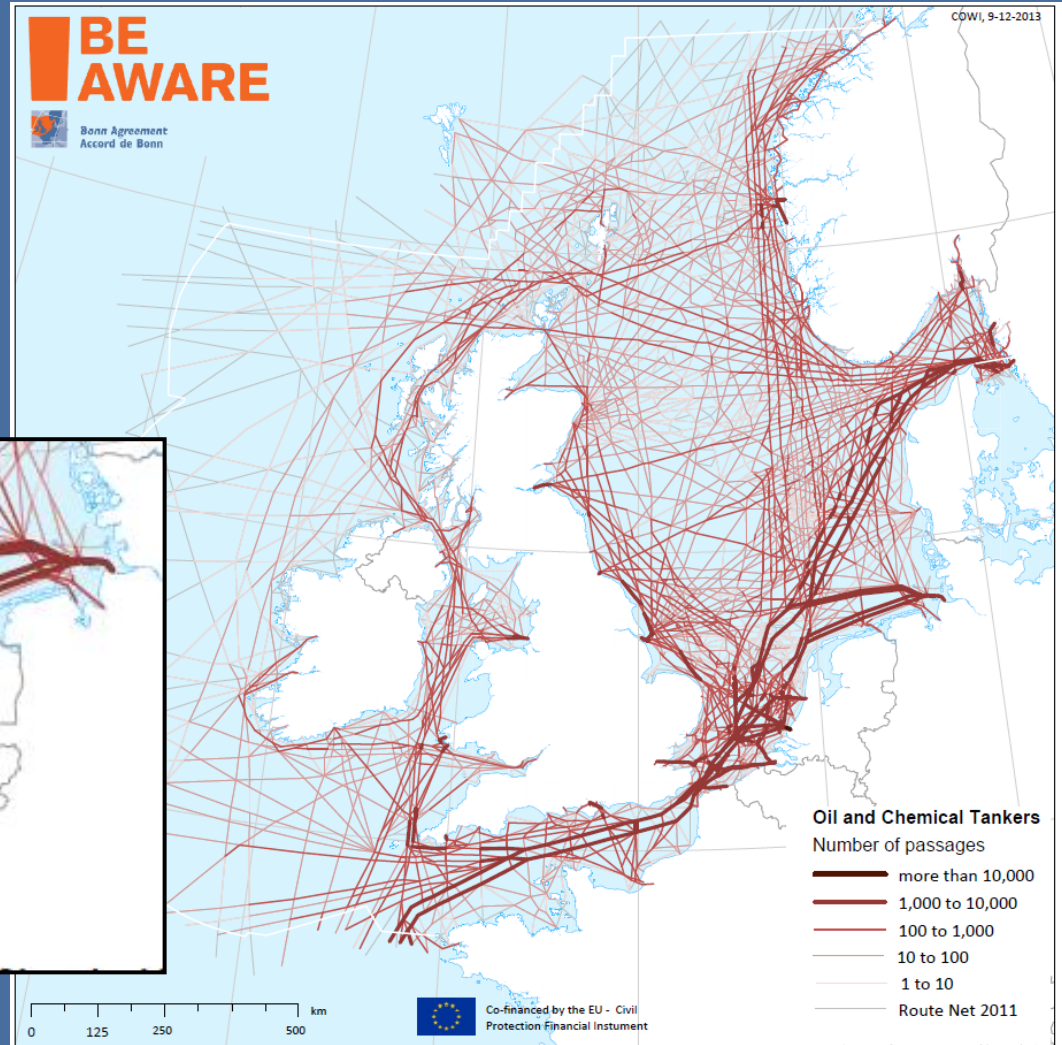 COWI, 9-12-2013
BE
AWARE
Bonn Agreement
Accord de Bonn
Oil and Chemical Tankers
Number of passages
more than 10,000
1,000 to 10,000
100 to 1,000
10 to 100
1 to 10
Route Net 2011
km
0 125 250 500
Co-financed by the EU - Civil
Protection Financial Instument